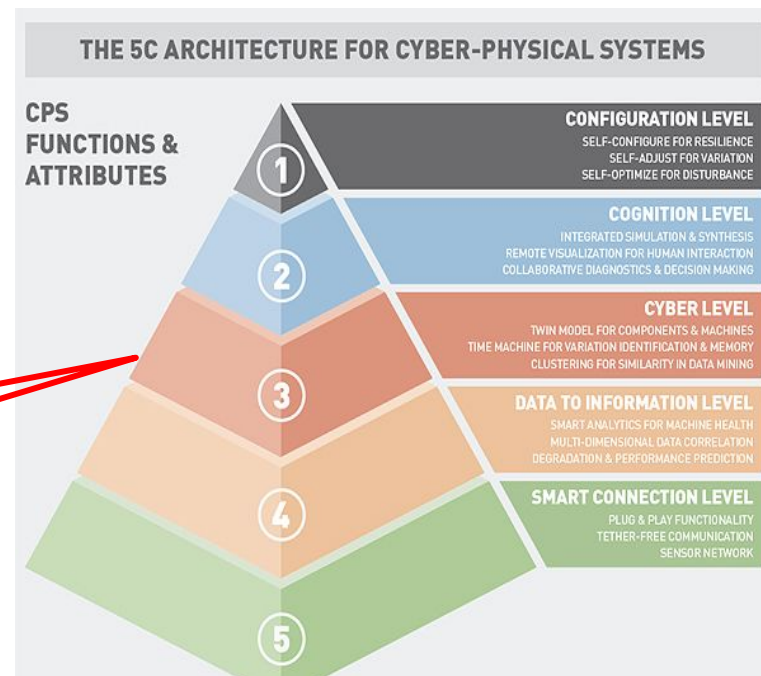 THE 5C ARCHITECTURE FOR CYBER-PHYSICAL SYSTEMS
CPS
FUNCTIONS &
ATTRIBUTES
1
CONFIGURATION LEVEL
SELF-CONFIGURE FOR RESILIENCE
SELF-ADJUST FOR VARIATION
SELF-OPTIMIZE FOR DISTURBANCE
2
COGNITION LEVEL
INTEGRATED SIMULATION & SYNTHESIS
REMOTE VISUALIZATION FOR HUMAN INTERACTION
COLLABORATIVE DIAGNOSTICS & DECISION MAKING
3
CYBER LEVEL
TWIN MODEL FOR COMPONENTS & MACHINES
TIME MACHINE FOR VARIATION IDENTIFICATION & MEMORY
CLUSTERING FOR SIMILARITY IN DATA MINING
4
DATA TO INFORMATION LEVEL
SMART ANALYTICS FOR MACHINE HEALTH
MULTI-DIMENSIONAL DATA CORRELATION
DEGRADATION & PERFORMANCE PREDICTION
5
SMART CONNECTION LEVEL
PLUG & PLAY FUNCTIONALITY
TETHER-FREE COMMUNICATION
SENSOR NETWORK